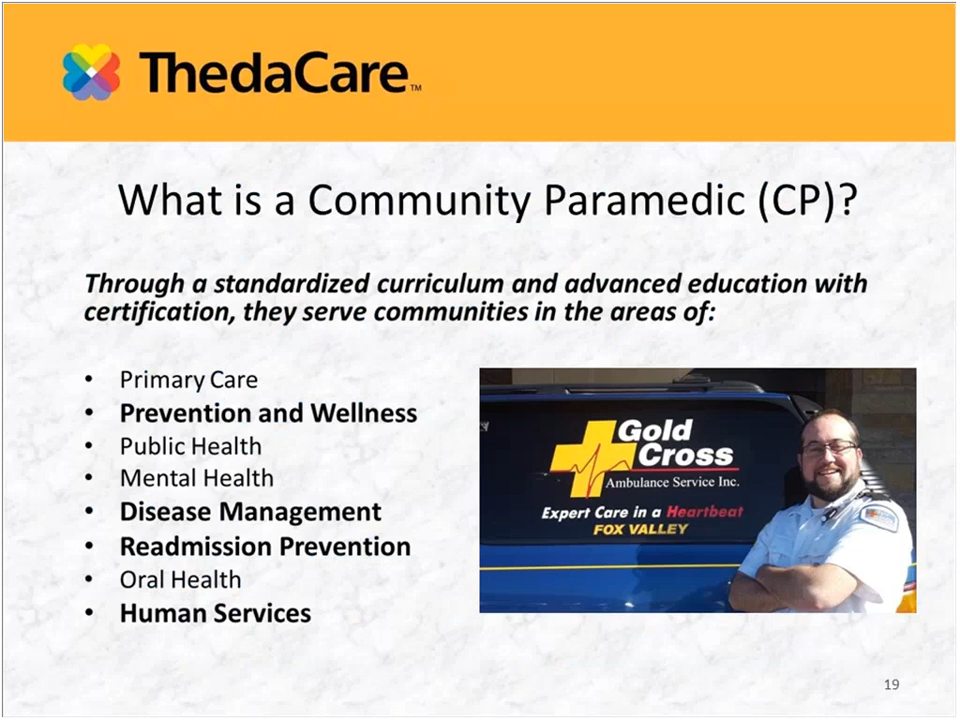 ThedaCare™
What is a Community Paramedic (CP)?
Through a standardized curriculum and advanced education with
certification, they serve communities in the areas of:
• Primary Care
• Prevention and Wellness
• Public Health
• Mental Health
• Disease Management
• Readmission Prevention
• Oral Health
• Human Services
Gold
Cross
Ambulance Service Inc.
Expert Care in a Heartbeat
FOX VALLEY
19